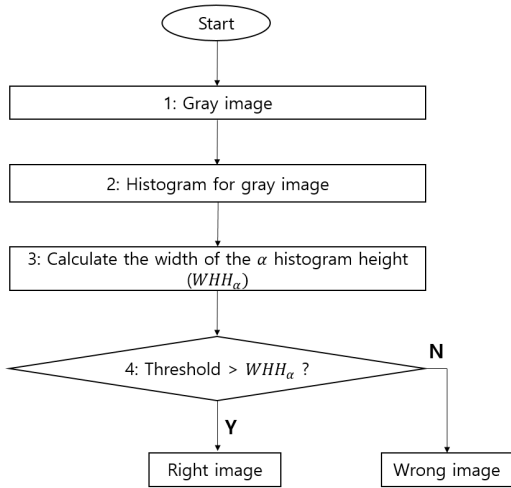 Start
1: Gray image
2: Histogram for gray image
3: Calculate the width of the α histogram height
(WHHα)
4: Threshold > WHHα ?
N
Y
Right image
Wrong image